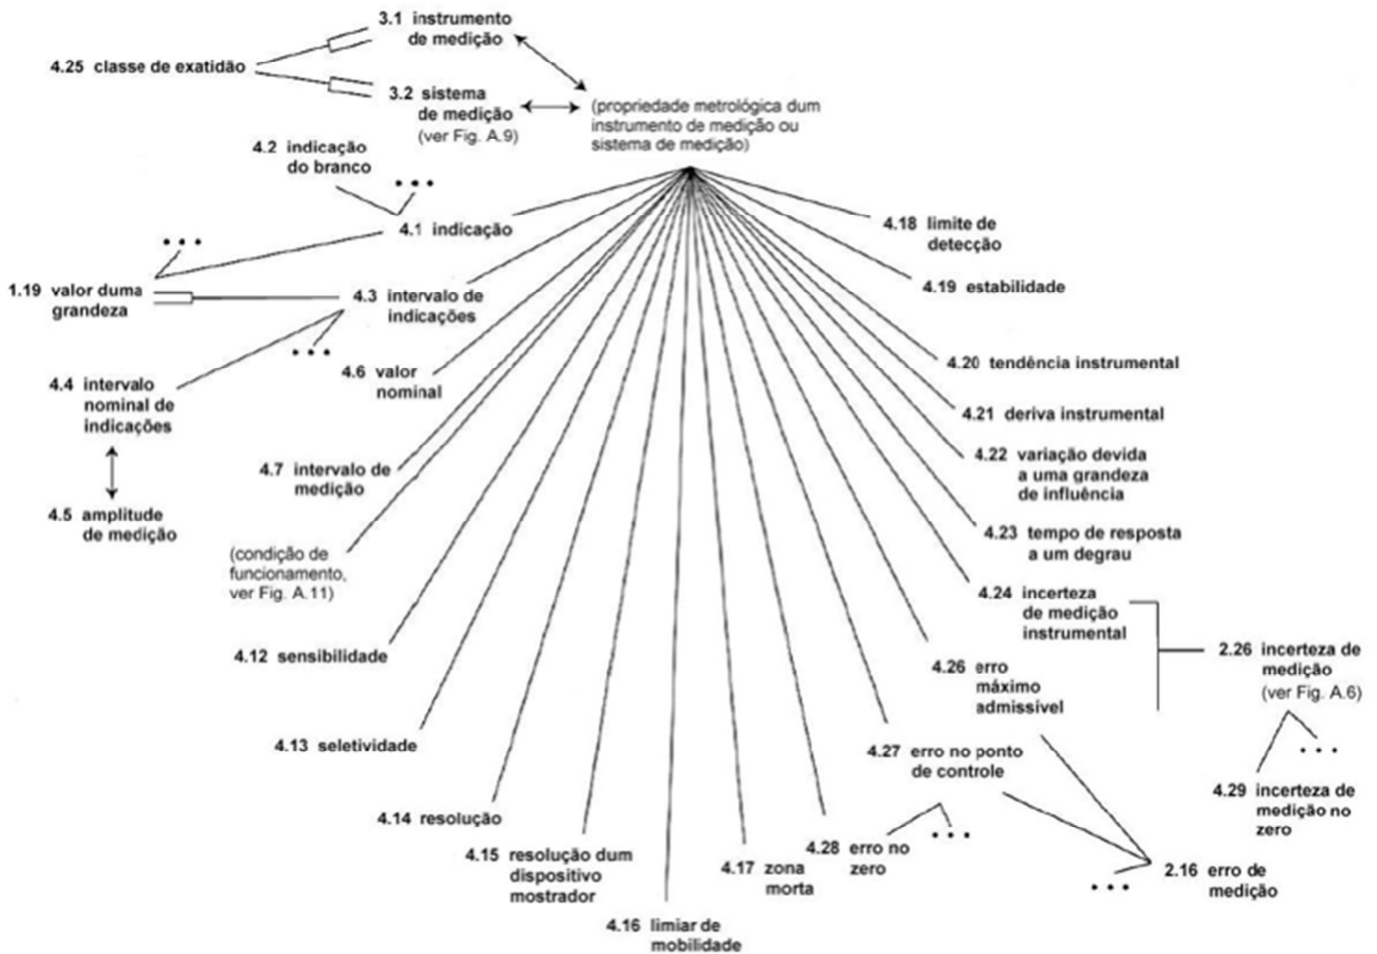 3.1 instrumento
de medição
4.25 classe de exatidão
3.2 sistema
de medição
(ver Fig. A.9)
(propriedade metrológica dum
instrumento de medição ou
sistema de medição)
4.2 indicação
do branco
• • •
4.1 indicação
• • •
1.19 valor duma
grandeza
4.3 intervalo de
indicações
• • •
4.4 intervalo
nominal de
indicações
4.5 amplitude
de medição
4.6 valor
nominal
4.7 intervalo de
medição
(condição de
funcionamento,
ver Fig. A.11)
4.12 sensibilidade
4.13 seletividade
4.14 resolução
4.15 resolução dum
dispositivo
mostrador
4.16 limiar de
mobilidade
4.17 zona
morta
4.28 erro no
zero
• • •
4.18 limite de
detecção
4.19 estabilidade
4.20 tendência instrumental
4.21 deriva instrumental
4.22 variação devida
a uma grandeza
de influência
4.23 tempo de resposta
a um degrau
4.24 incerteza
de medição
instrumental
4.26 erro
máximo
admissível
4.27 erro no ponto
de controle
2.26 incerteza de
medição
(ver Fig. A.6)
• • •
4.29 incerteza de
medição no
zero
2.16 erro de
medição
• • •